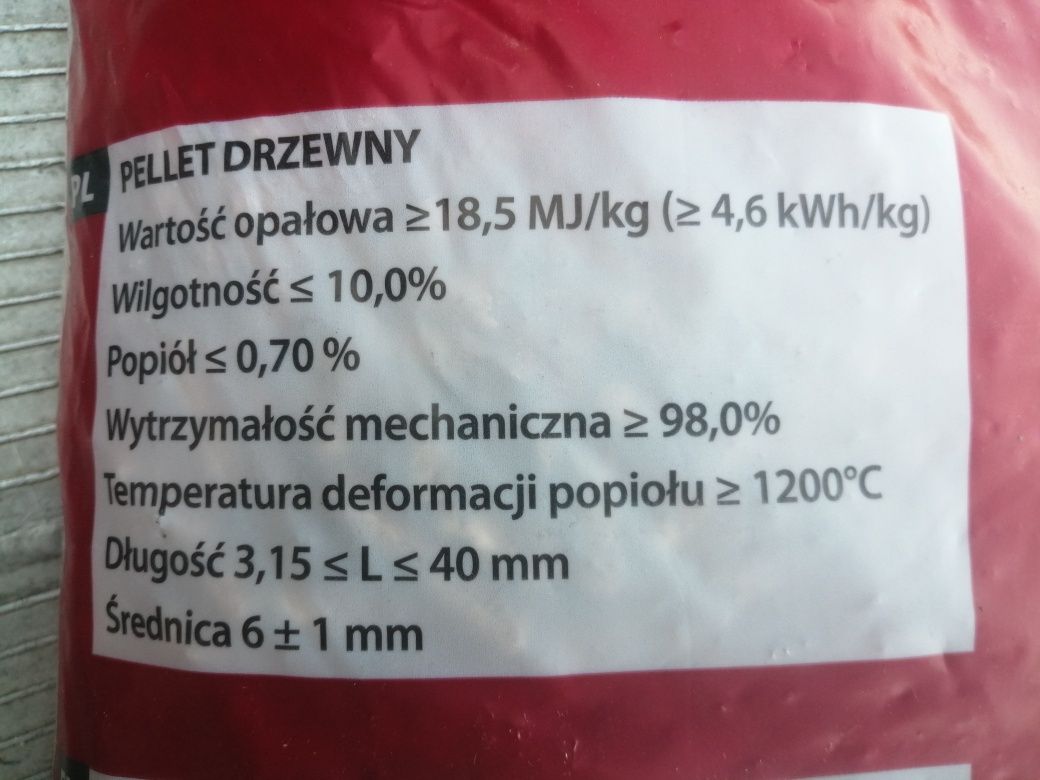 PL
PELLET DRZEWNY
Wartość opałowa ≥18,5 MJ/kg (≥ 4,6 kWh/kg)
Wilgotność ≤ 10,0%
Popiół ≤ 0,70 %
Wytrzymałość mechaniczna ≥ 98,0%
Temperatura deformacji popiołu ≥ 1200°C
Długość 3,15 ≤ L ≤ 40 mm
Średnica 6 ± 1 mm